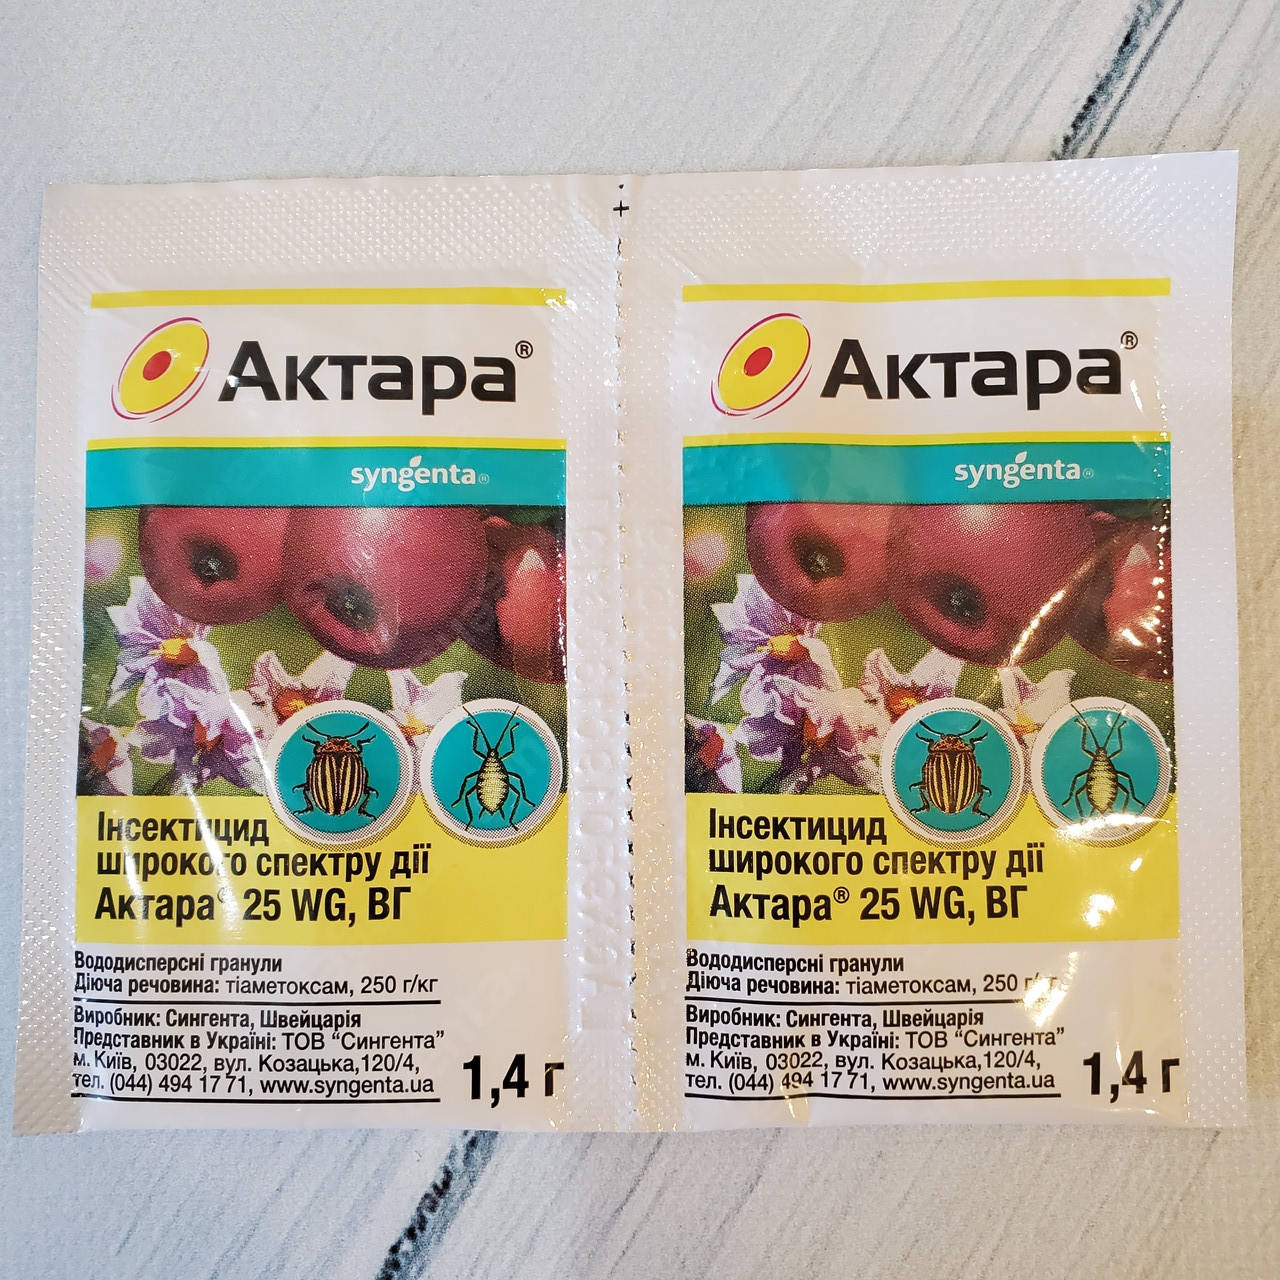 Актара®
syngenta®
Інсектицид
широкого спектру дії
Актара® 25 WG, ВГ
Вододисперсні гранули
Діюча речовина: тіаметоксам, 250 г/кг
Виробник: Сингента, Швейцарія
Представник в Україні: ТОВ “Сингента”
м. Київ, 03022, вул. Козацька,120/4,
тел. (044) 494 17 71, www.syngenta.ua
1,4 г
Актара®
syngenta®
Інсектицид
широкого спектру дії
Актара® 25 WG, ВГ
Вододисперсні гранули
Діюча речовина: тіаметоксам, 250 г/кг
Виробник: Сингента, Швейцарія
Представник в Україні: ТОВ “Сингента”
м. Київ, 03022, вул. Козацька,120/4,
тел. (044) 494 17 71, www.syngenta.ua
1,4 г